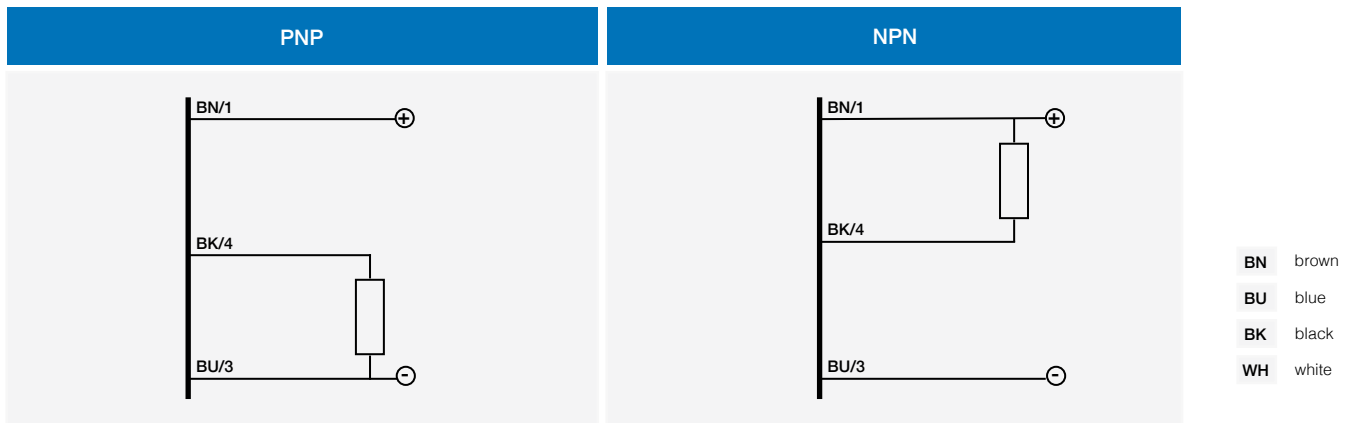 PNP
BN/1
+
BK/4
BU/3
-
NPN
BN/1
+
BK/4
BU/3
-
BN brown
BU blue
BK black
WH white